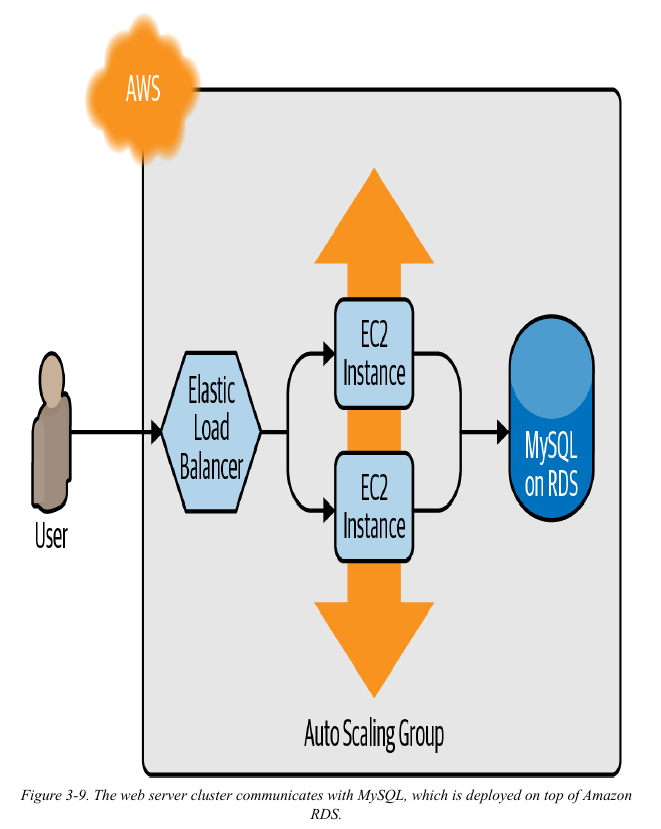 AWS
EC2
Instance
Elastic
Load
Balancer
MySQL
on RDS
EC2
Instance
User
Auto Scaling Group
Figure 3-9. The web server cluster communicates with MySQL, which is deployed on top of Amazon
RDS.